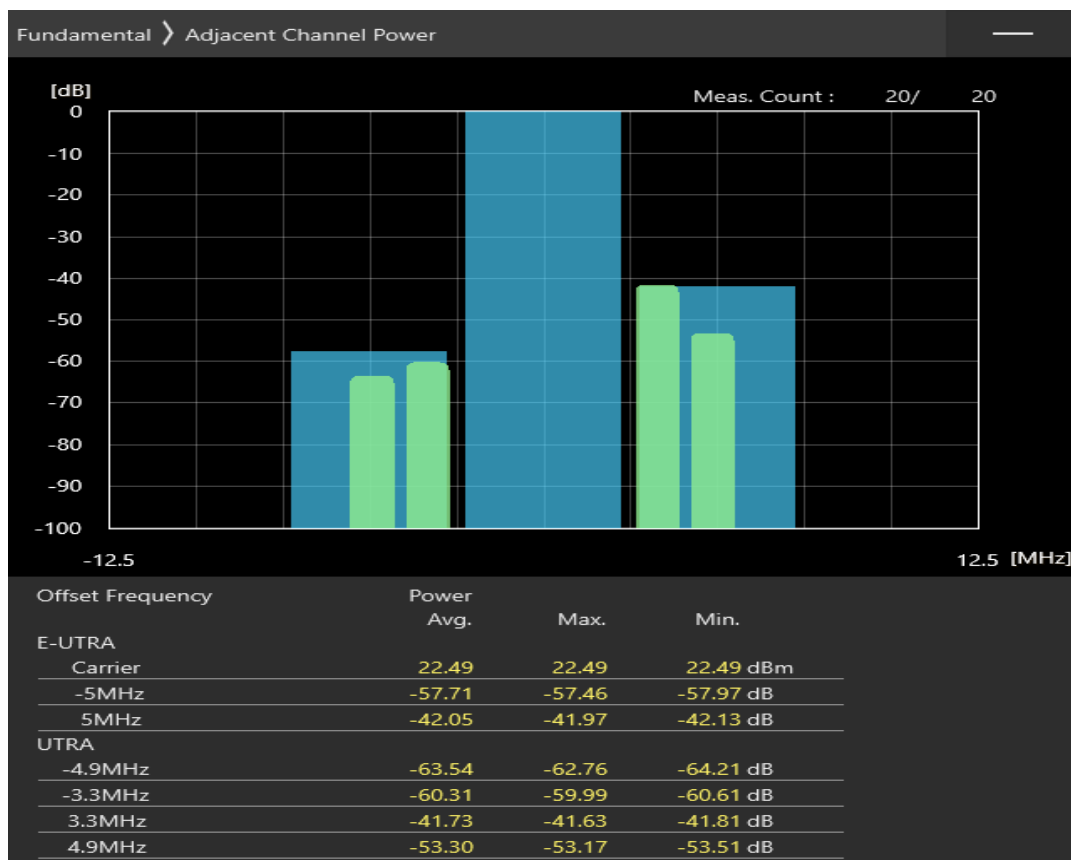 Fundamental ❯ Adjacent Channel Power
[dB]
Meas. Count : 20/ 20
0
-10
-20
-30
-40
-50
-60
-70
-80
-90
-100
-12.5 12.5 [MHz]
Offset Frequency Power
Avg. Max. Min.
E-UTRA
Carrier 22.49 22.49 22.49 dBm
-5MHz -57.71 -57.46 -57.97 dB
5MHz -42.05 -41.97 -42.13 dB
UTRA
-4.9MHz -63.54 -62.76 -64.21 dB
-3.3MHz -60.31 -59.99 -60.61 dB
3.3MHz -41.73 -41.63 -41.81 dB
4.9MHz -53.30 -53.17 -53.51 dB